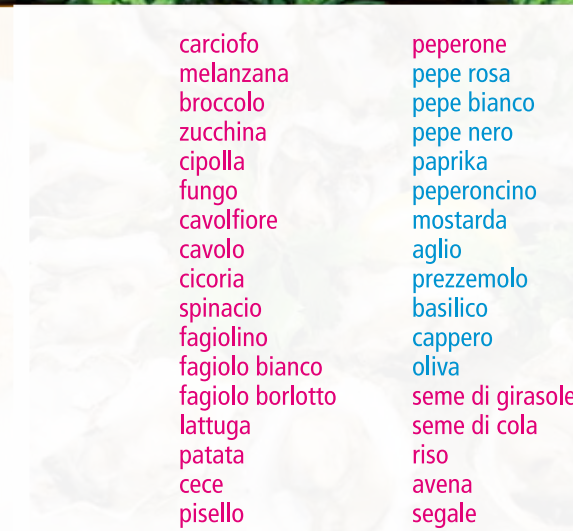 carciofo
melanzana
broccolo
zucchina
cipolla
fungo
cavolfiore
cavolo
cicoria
spinacio
fagiolino
fagiolo bianco
fagiolo borlotto
lattuga
patata
cece
pisello
peperone
pepe rosa
pepe bianco
pepe nero
paprika
peperoncino
mostarda
aglio
prezzemolo
basilico
cappero
oliva
seme di girasole
seme di cola
riso
avena
segale